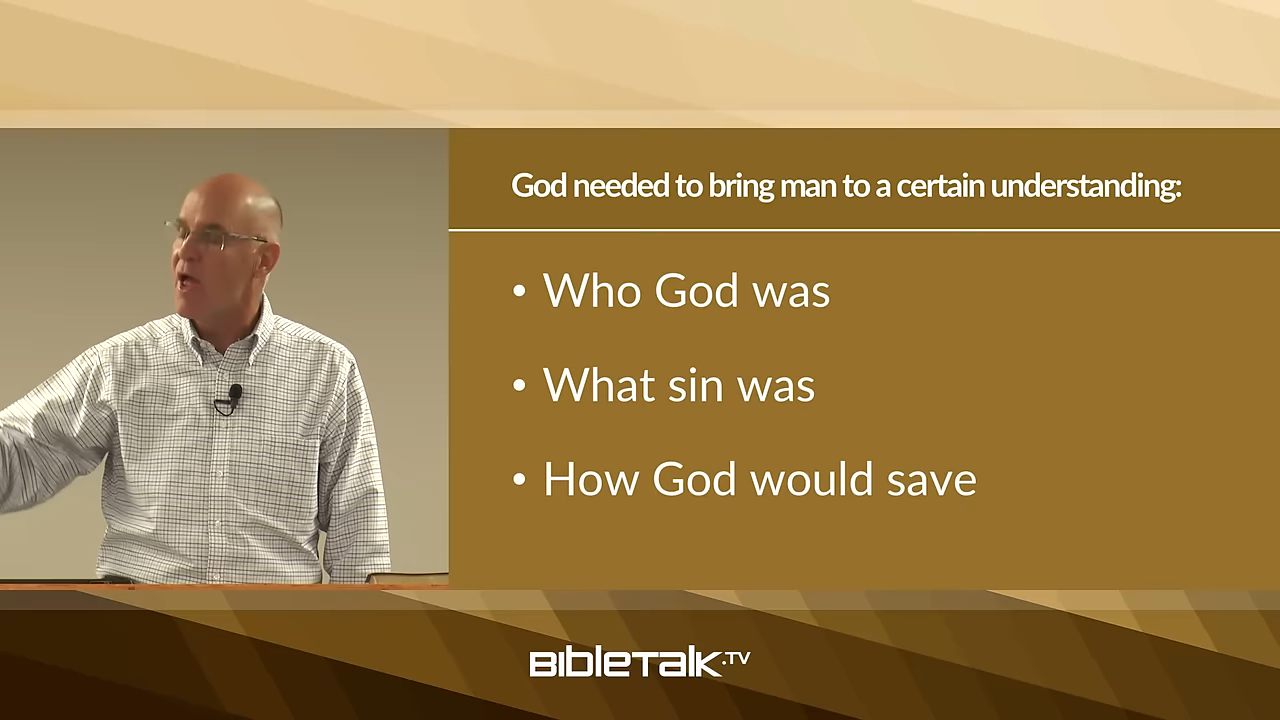 God needed to bring man to a certain understanding:
• Who God was
• What sin was
• How God would save
BIBLETALK.TV